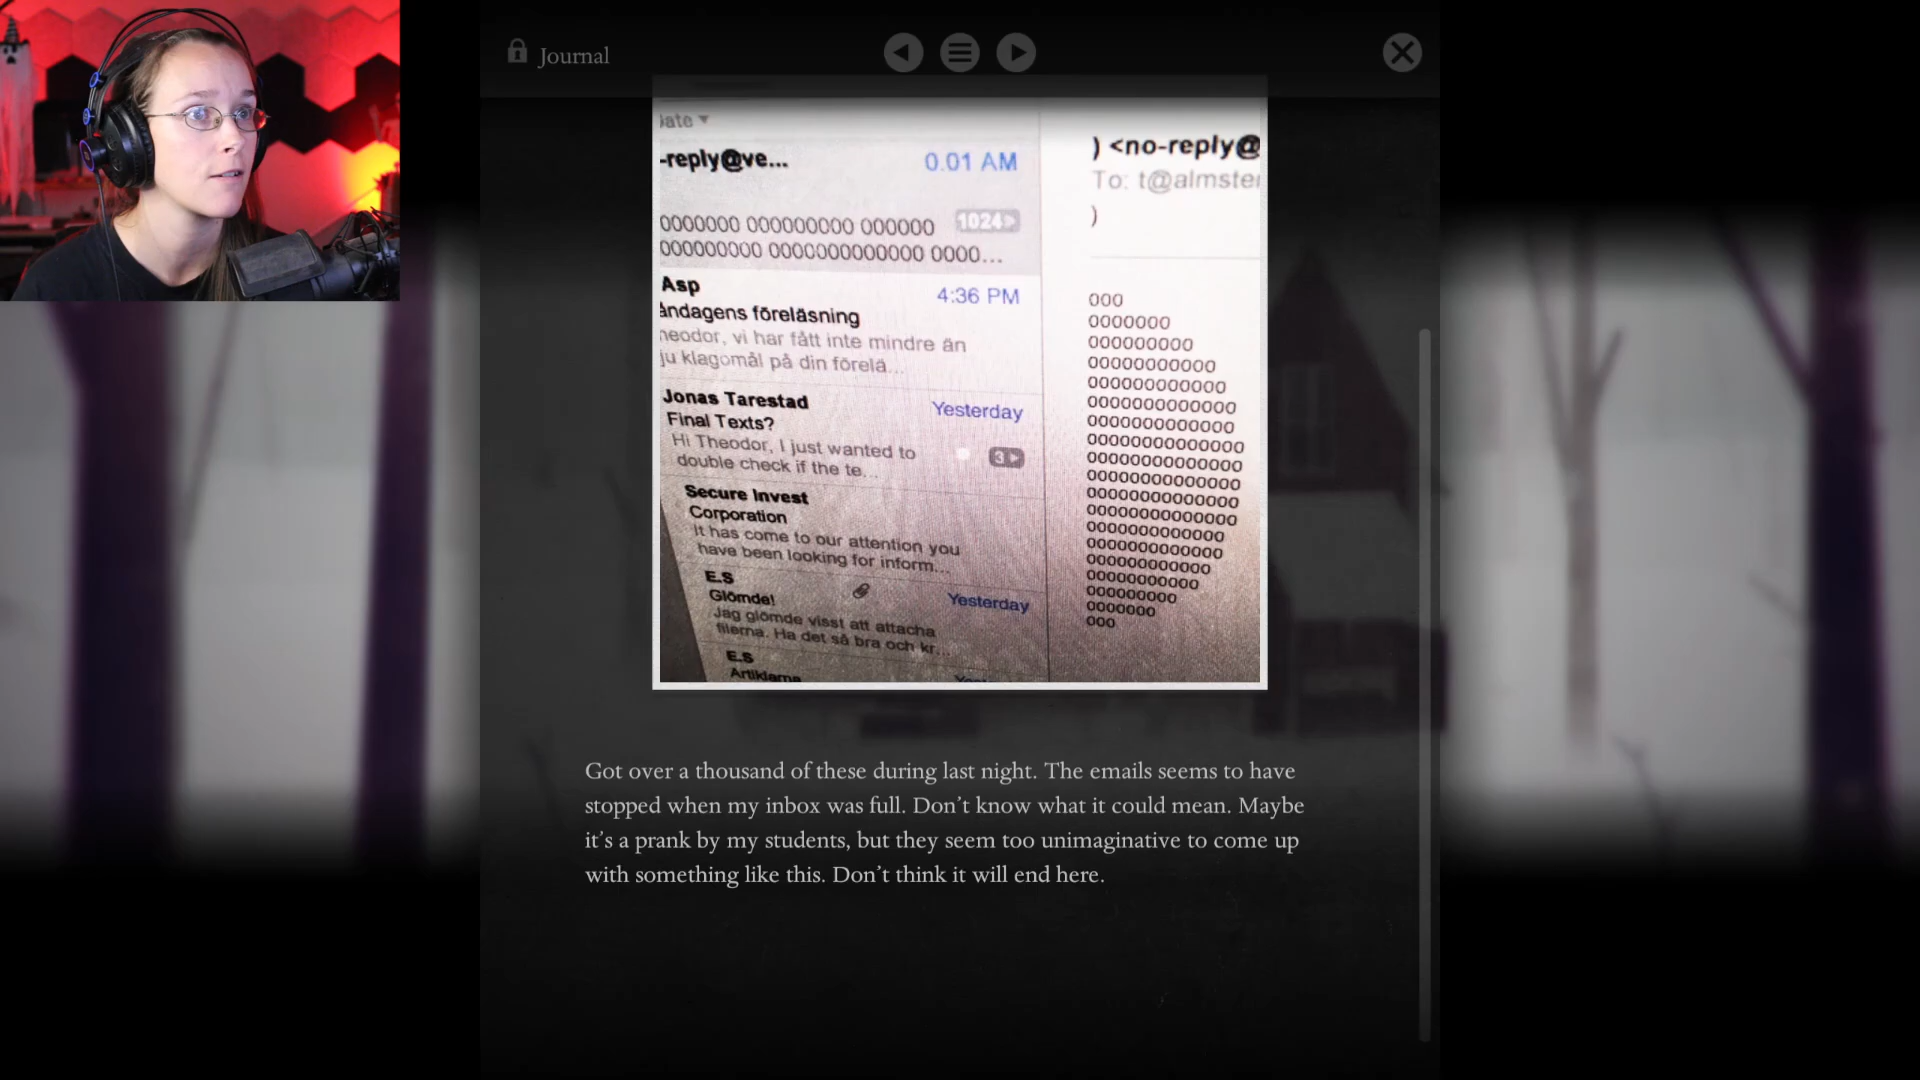 Journal
ate
-reply@ve... 0.01 AM
0000000 000000000 000000 1024
000000000 0000000000000 0000...
Asp 4:36 PM
åndagens föreläsning
heodor, vi har fått inte mindre än
ju klagomål på din förelä...
Jonas Tarestad Yesterday
Final Texts?
Hi Theodor, I just wanted to
double check if the te... 3
Secure Invest
Corporation
It has come to our attention you
have been looking for inform...
E.S Yesterday
Glömde!
Jag glömde visst att attacha
filerna. Ha det så bra och kr...
E.S
Artiklarna
) <no-reply@
To: t@almster
)
000
0000000
000000000
00000000000
000000000000
0000000000000
0000000000000
00000000000000
00000000000000
00000000000000
00000000000000
00000000000000
0000000000000
0000000000000
000000000000
00000000000
000000000
0000000
000
Got over a thousand of these during last night. The emails seems to have
stopped when my inbox was full. Don't know what it could mean. Maybe
it's a prank by my students, but they seem too unimaginative to come up
with something like this. Don't think it will end here.